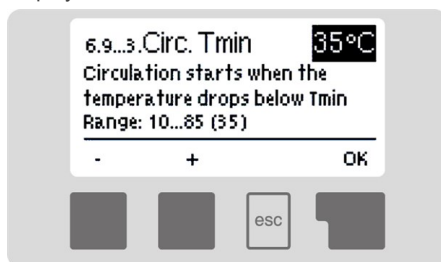 6.9...3.Circ. Tmin 35°C
Circulation starts when the
temperature drops below Tmin
Range: 10...85 (35)
- + OK
esc